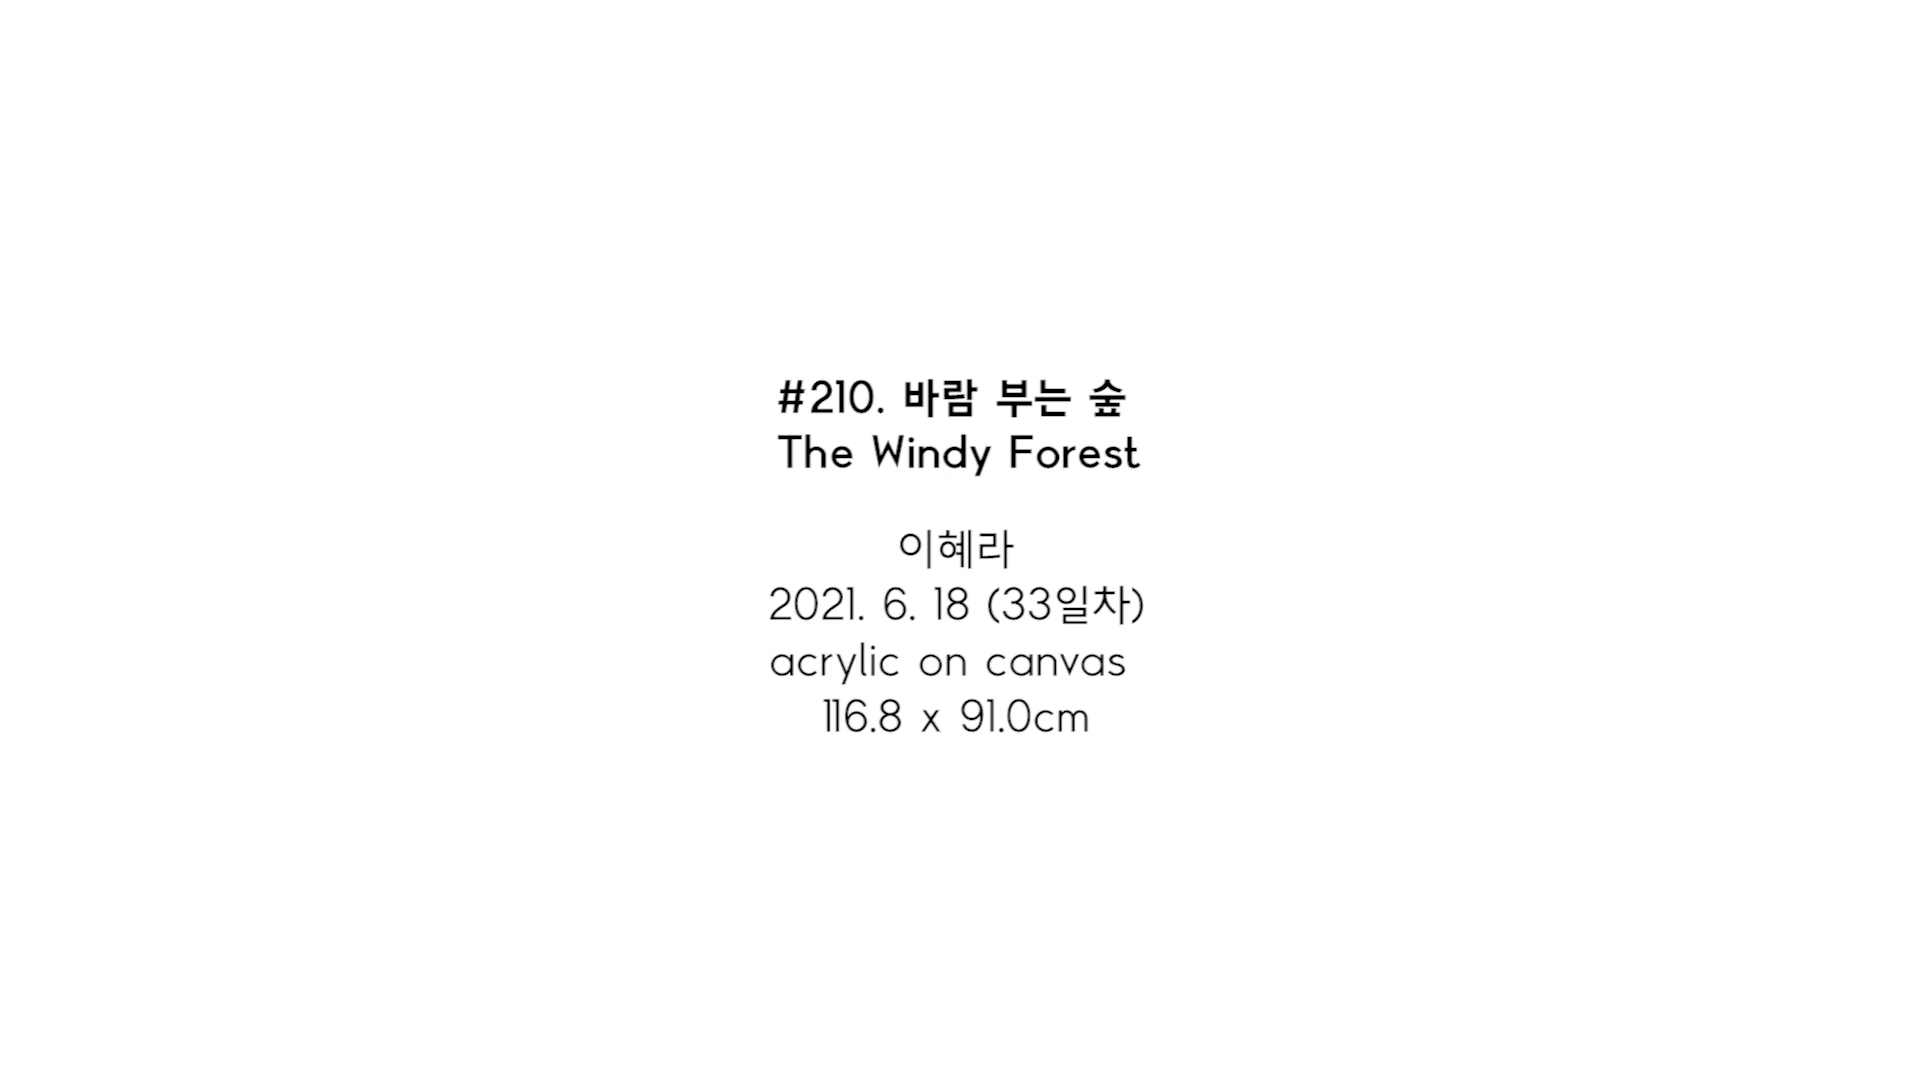 #210. 바람 부는 숲
The Windy Forest
이혜라
2021. 6. 18 (33일차)
acrylic on canvas
116.8 x 91.0cm